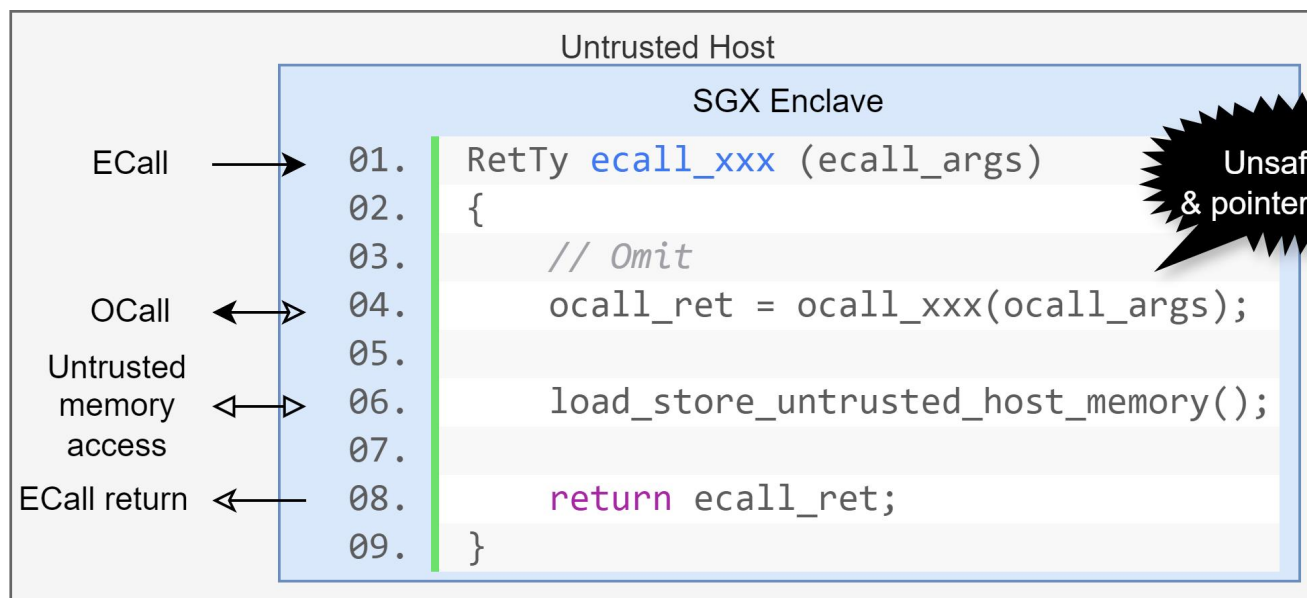 Untrusted Host
SGX Enclave
ECall
01. RetTy ecall_xxx (ecall_args)
02. {
03. // Omit
OCall
04. ocall_ret = ocall_xxx(ocall_args);
05.
Untrusted
memory
access
06. load_store_untrusted_host_memory();
07.
ECall return
08. return ecall_ret;
09. }
& pointer